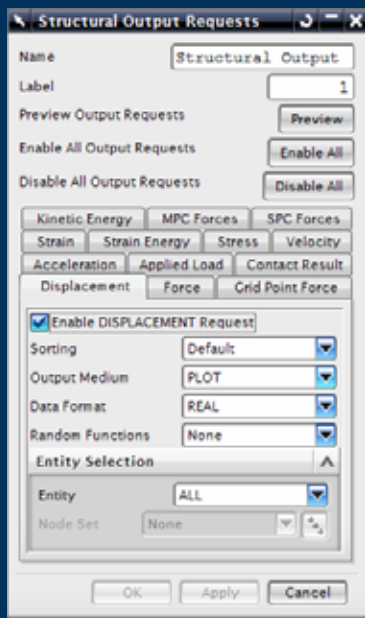 Structural Output Requests
Name Structural Output
Label 1
Preview Output Requests Preview
Enable All Output Requests Enable All
Disable All Output Requests Disable All
Kinetic Energy MPC Forces SPC Forces
Strain Strain Energy Stress Velocity
Acceleration Applied Load Contact Result
Displacement Force Grid Point Force
Enable DISPLACEMENT Request
Sorting Default
Output Medium PLOT
Data Format REAL
Random Functions None
Entity Selection
Entity ALL
Node Set None
OK Apply Cancel